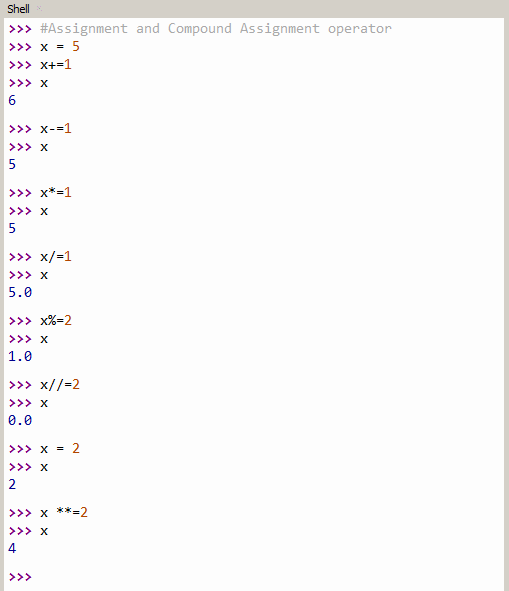 Shell
>>> #Assignment and Compound Assignment operator
>>> x = 5
>>> x+=1
>>> x
6
>>> x-=1
>>> x
5
>>> x*=1
>>> x
5
>>> x/=1
>>> x
5.0
>>> x%=2
>>> x
1.0
>>> x//=2
>>> x
0.0
>>> x = 2
>>> x
2
>>> x **=2
>>> x
4
>>>